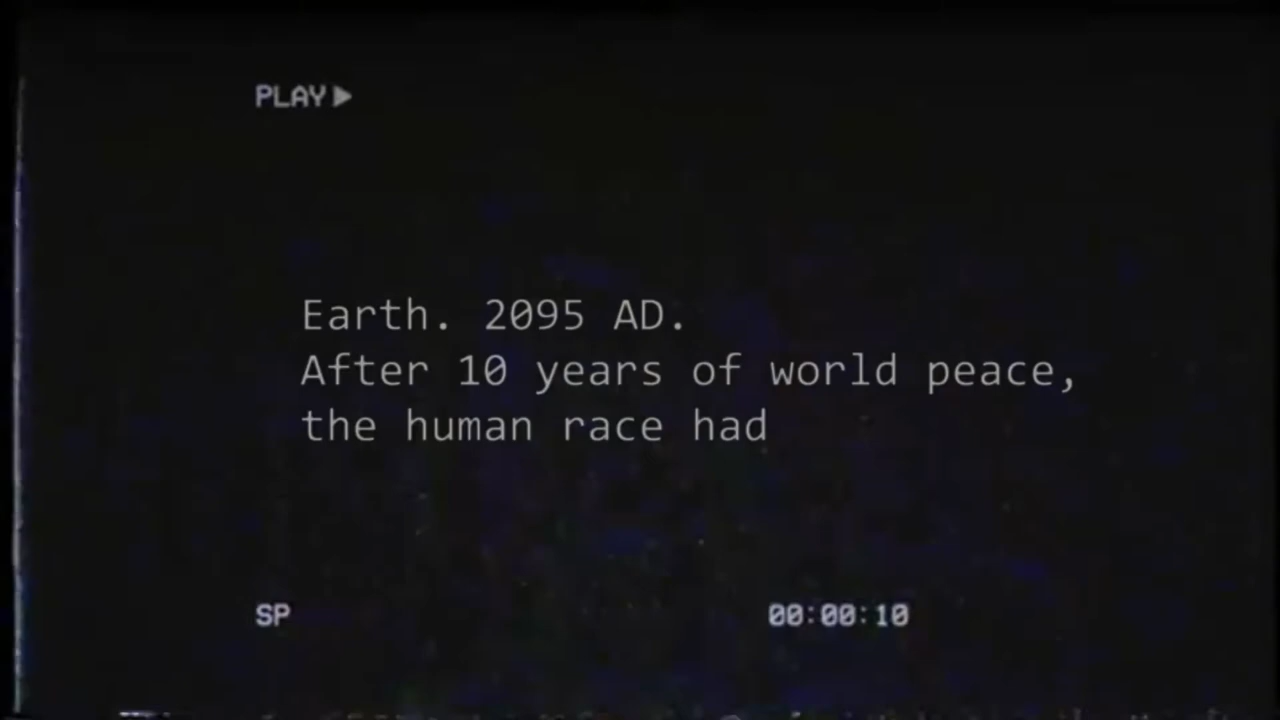 PLAY
Earth. 2095 AD.
After 10 years of world peace,
the human race had
SP
00:00:10